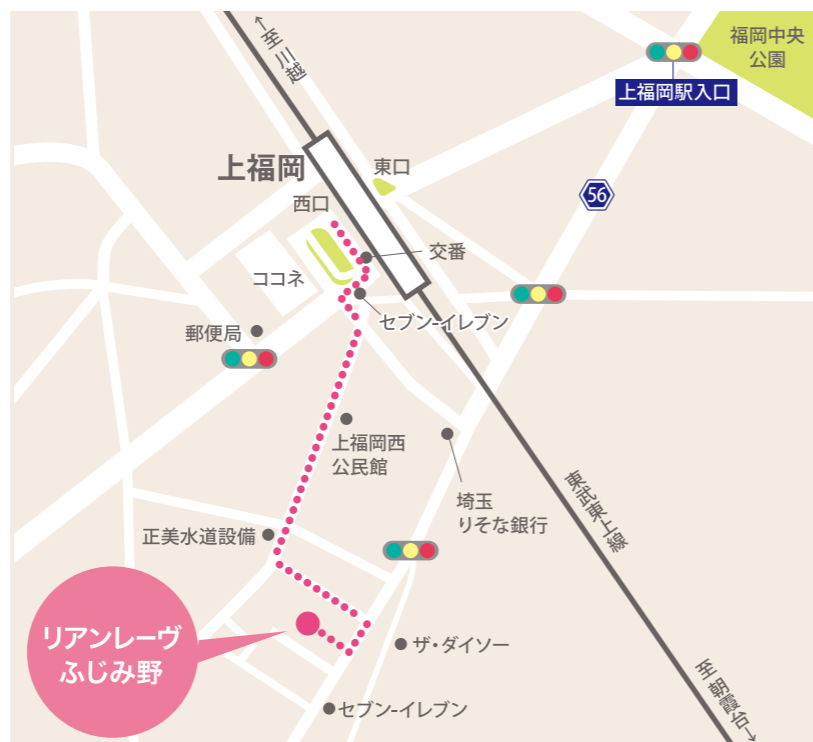 ←至川越
福岡中央
公園
上福岡駅入口
上福岡
東口
西口
56
交番
ココネ
セブン-イレブン
郵便局
上福岡西
公民館
埼玉
りそな銀行
東武東上線
正美水道設備
リアンレーヴ
ふじみ野
ザ・ダイソー
セブン-イレブン
至朝霞台→